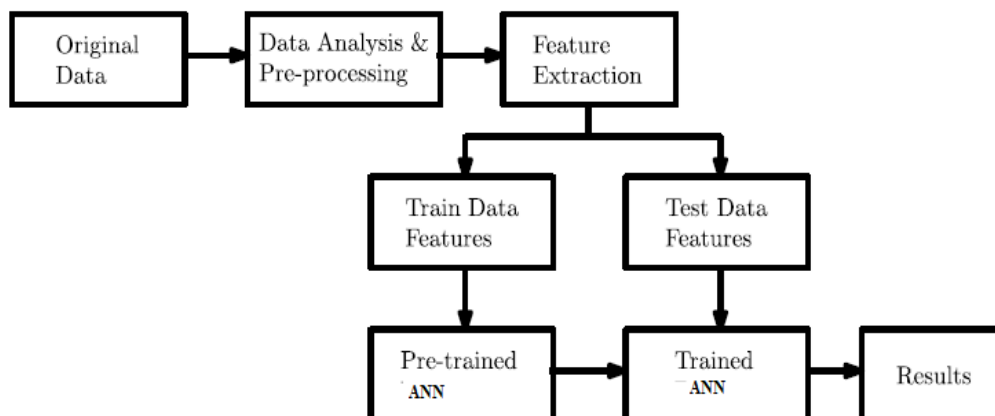 Original
Data
Data Analysis &
Pre-processing
Feature
Extraction
Train Data
Features
Test Data
Features
Pre-trained
ANN
Trained
ANN
Results